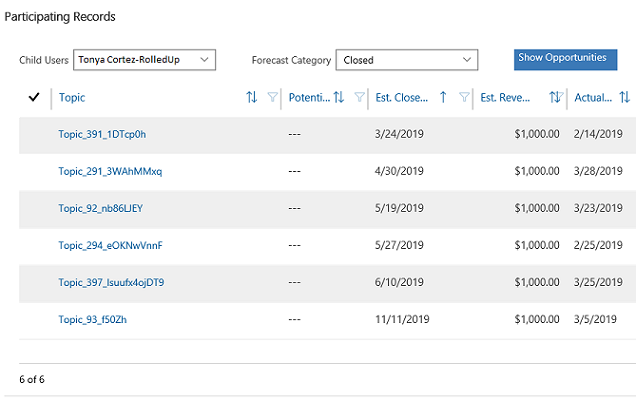 Participating Records
Child Users Tonya Cortez-RolledUp Forecast Category Closed Show Opportunities
Topic Potenti... Est. Close... Est. Reve... Actual...
Topic_391_1DTcp0h --- 3/24/2019 $1,000.00 2/14/2019
Topic_291_3WAhMMxq --- 4/30/2019 $1,000.00 3/28/2019
Topic_92_nb86LJEY --- 5/19/2019 $1,000.00 3/23/2019
Topic_294_eOKNwVnnF --- 5/27/2019 $1,000.00 2/25/2019
Topic_397_lsuufx4ojDT9 --- 6/10/2019 $1,000.00 3/25/2019
Topic_93_f50Zh --- 11/11/2019 $1,000.00 3/5/2019
6 of 6